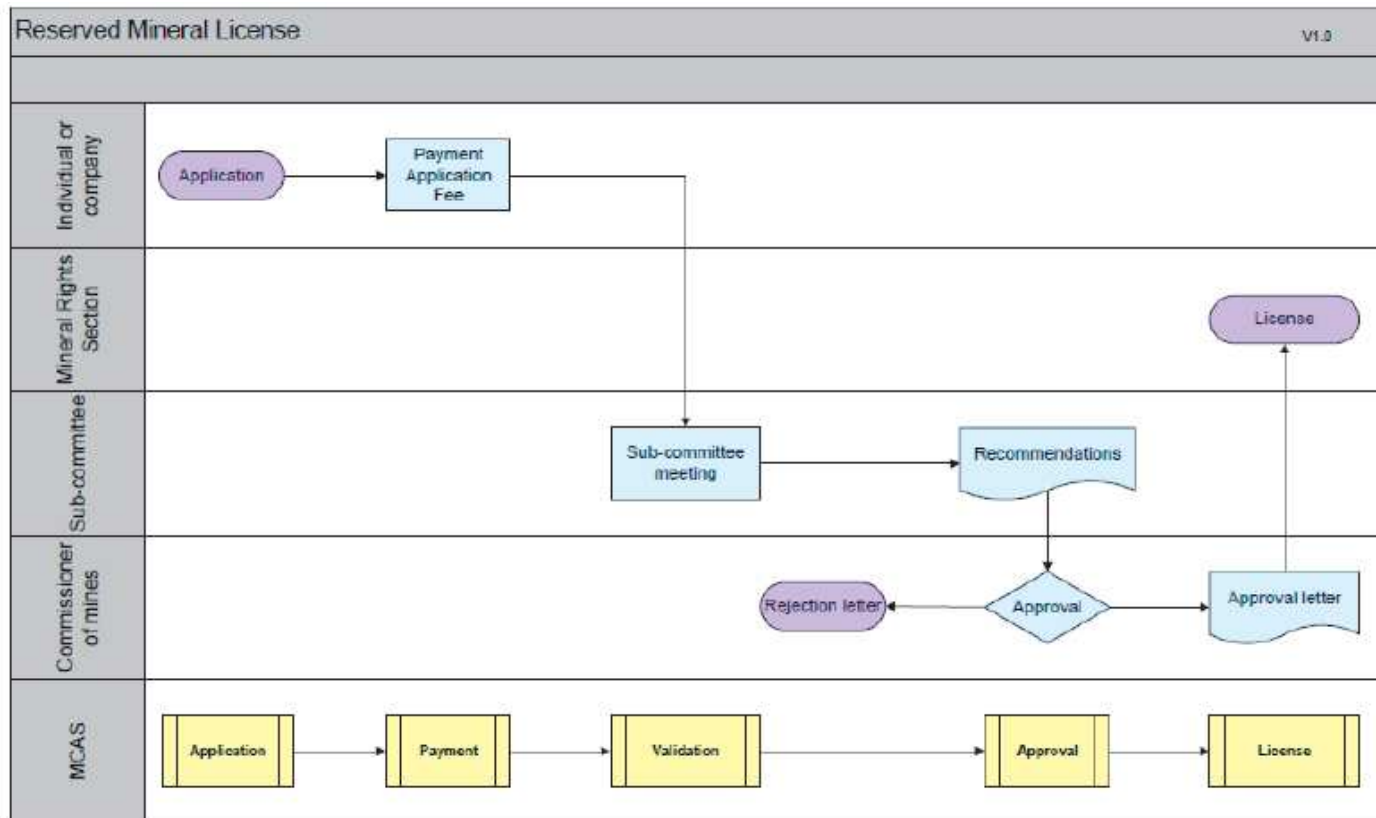 Reserved Mineral License
V1.0
Individual or
company
Application
Payment
Application
Fee
Mineral Rights
Section
License
Sub-committee
Sub-committee
meeting
Recommendations
Commissioner
of mines
Rejection letter
Approval
Approval letter
MCAS
Application
Payment
Validation
Approval
License